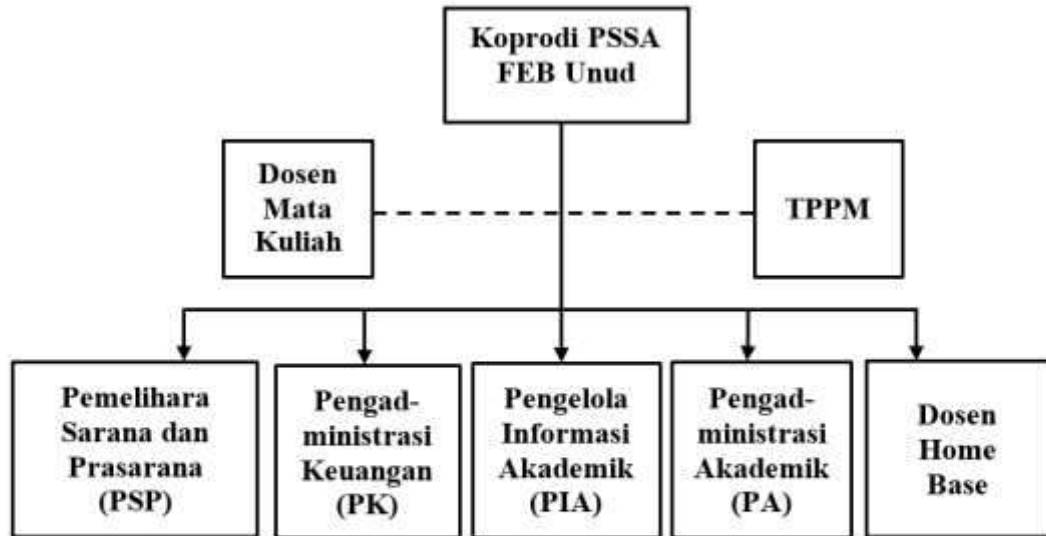 Koprodi PSSA
FEB Unud
Dosen
Mata
Kuliah
TPPM
Pemelihara
Sarana dan
Prasarana
(PSP)
Pengad-
ministrasi
Keuangan
(PK)
Pengelola
Informasi
Akademik
(PIA)
Pengad-
ministrasi
Akademik
(PA)
Dosen
Home
Base